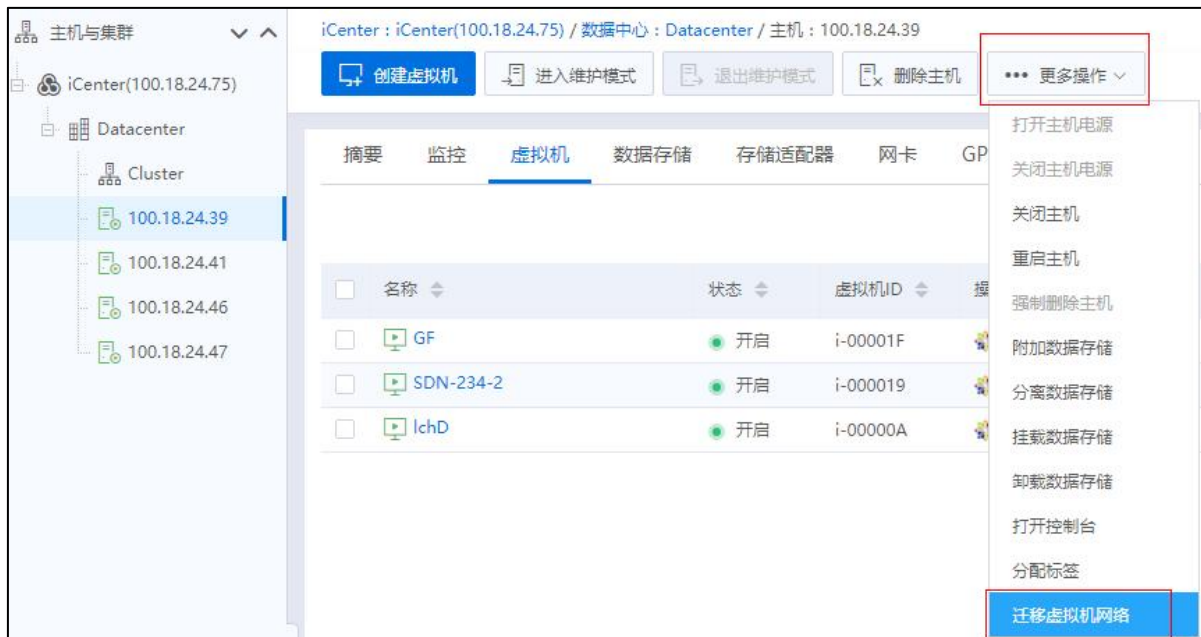 主机与集群
iCenter(100.18.24.75)
Datacenter
Cluster
100.18.24.39
100.18.24.41
100.18.24.46
100.18.24.47
iCenter : iCenter(100.18.24.75) / 数据中心 : Datacenter / 主机 : 100.18.24.39
创建虚拟机 进入维护模式 退出维护模式 删除主机 ••• 更多操作
摘要 监控 虚拟机 数据存储 存储适配器 网卡 GP
名称 状态 虚拟机ID 操
GF 开启 i-00001F
SDN-234-2 开启 i-000019
lchD 开启 i-00000A
打开主机电源
关闭主机电源
关闭主机
重启主机
强制删除主机
附加数据存储
分离数据存储
挂载数据存储
卸载数据存储
打开控制台
分配标签
迁移虚拟机网络